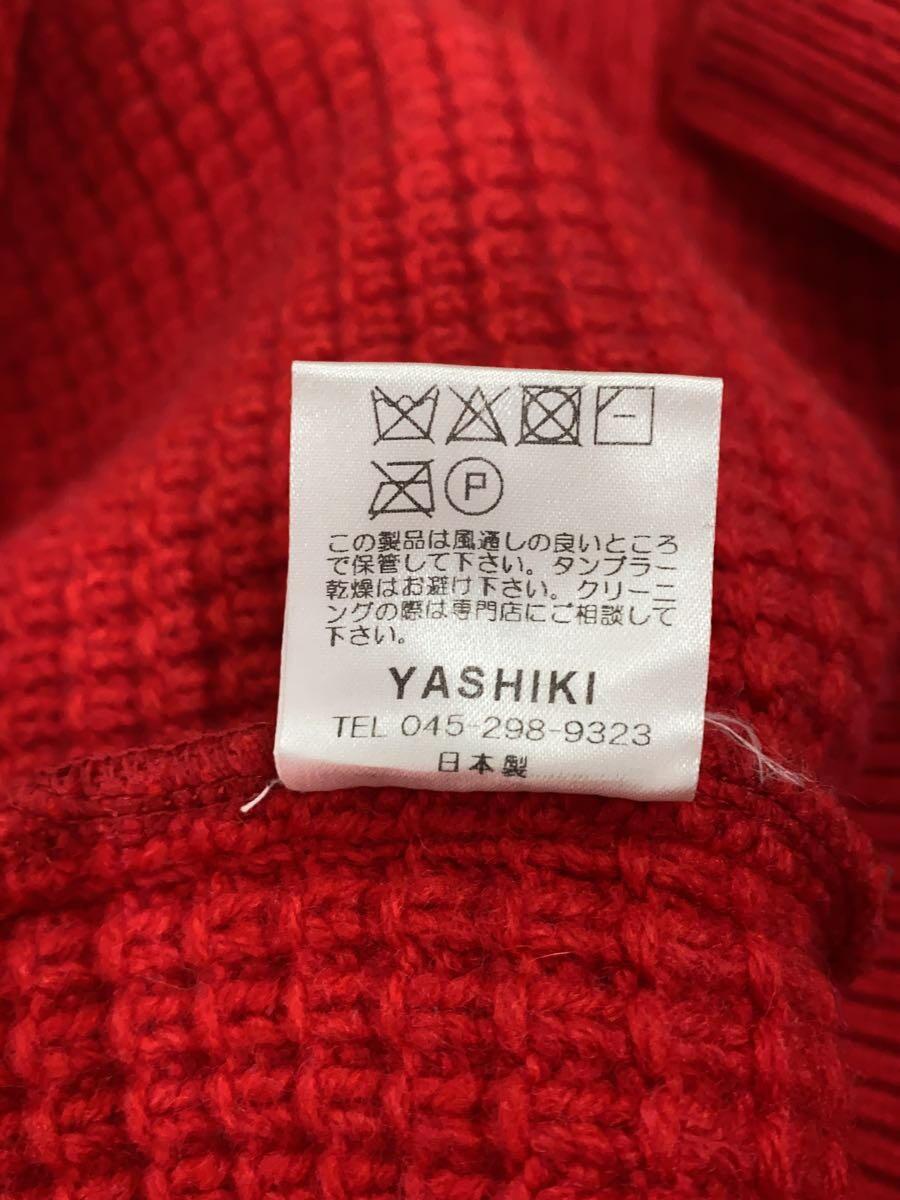 P
この製品は風通しの良いところ
で保管して下さい。タンブラー
乾燥はお避け下さい。クリーニ
ングの際は専門店にご相談して
下さい。
YASHIKI
TEL 045-298-9323
日本製